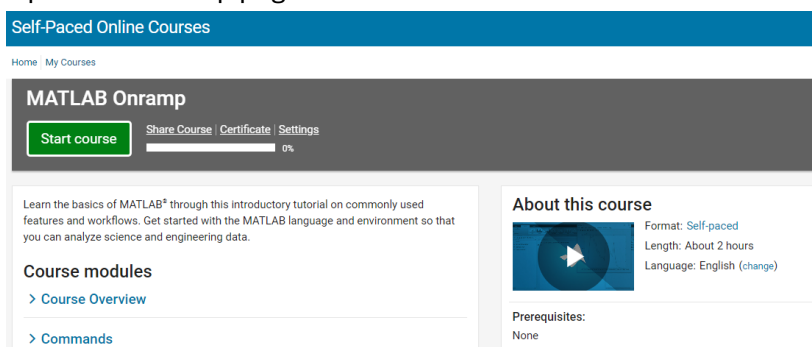 Self-Paced Online Courses
Home My Courses
MATLAB Onramp
Start course
Share Course | Certificate | Settings
0%
Learn the basics of MATLAB® through this introductory tutorial on commonly used
features and workflows. Get started with the MATLAB language and environment so that
you can analyze science and engineering data.
Course modules
> Course Overview
> Commands
About this course
Format: Self-paced
Length: About 2 hours
Language: English (change)
Prerequisites:
None